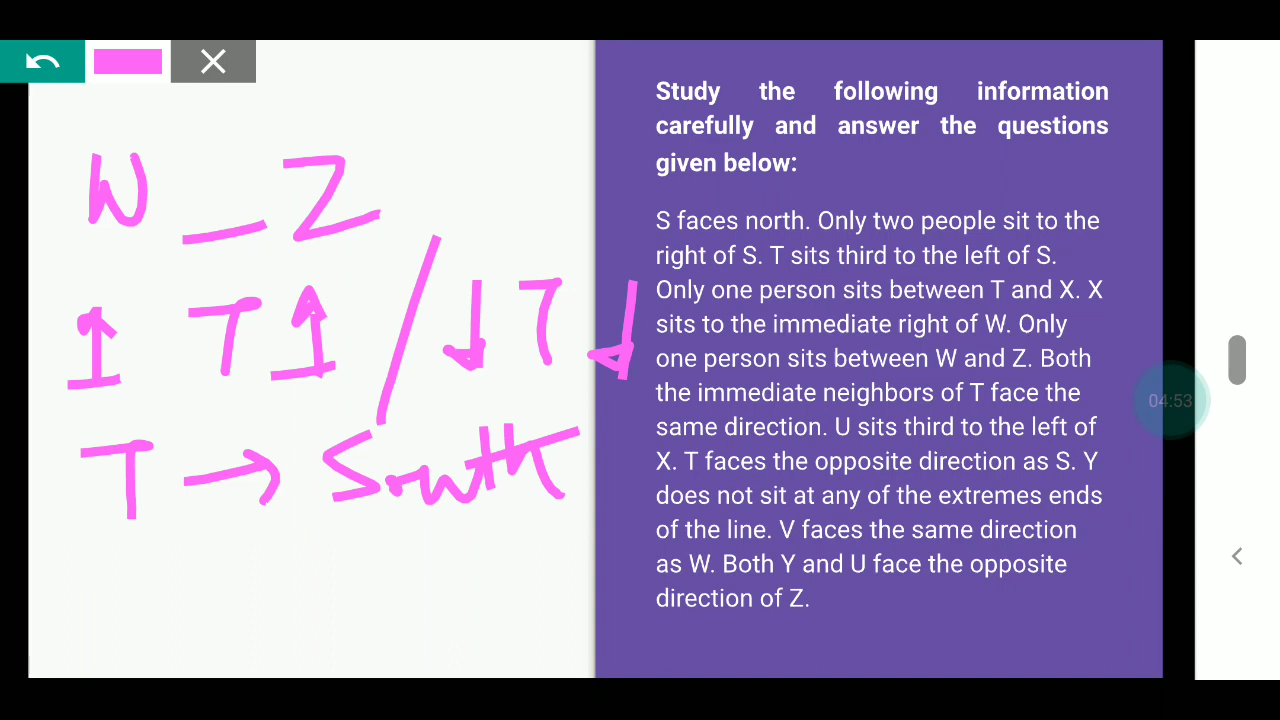 W _ Z
↑ T ↑ / ↓ T ↓
T → South
Study the following information
carefully and answer the questions
given below:
S faces north. Only two people sit to the
right of S. T sits third to the left of S.
Only one person sits between T and X. X
sits to the immediate right of W. Only
one person sits between W and Z. Both
the immediate neighbors of T face the
same direction. U sits third to the left of
X. T faces the opposite direction as S. Y
does not sit at any of the extremes ends
of the line. V faces the same direction
as W. Both Y and U face the opposite
direction of Z.
04:53